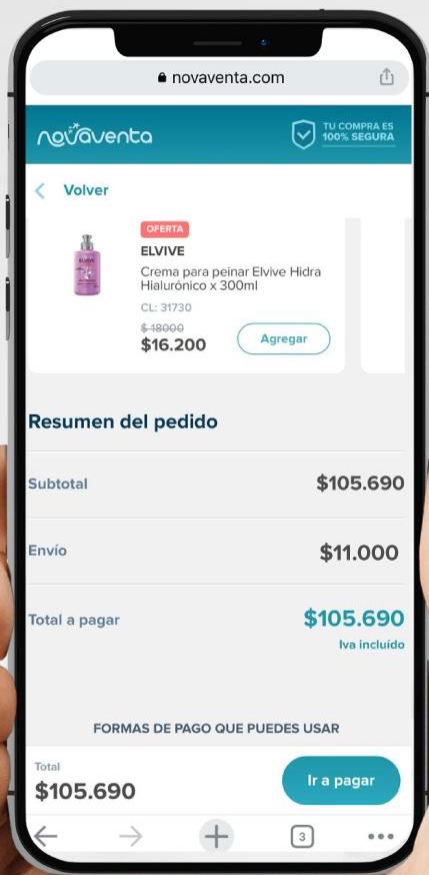 novaventa.com
novaventa
TU COMPRA ES
100% SEGURA
Volver
OFERTA
ELVIVE
ELVIVE
Crema para peinar Elvive Hidra
Hialurónico x 300ml
CL: 31730
$ 18000
$16.200
Agregar
Resumen del pedido
Subtotal
$105.690
Envío
$11.000
Total a pagar
$105.690
Iva incluído
FORMAS DE PAGO QUE PUEDES USAR
Total
$105.690
Ir a pagar
3